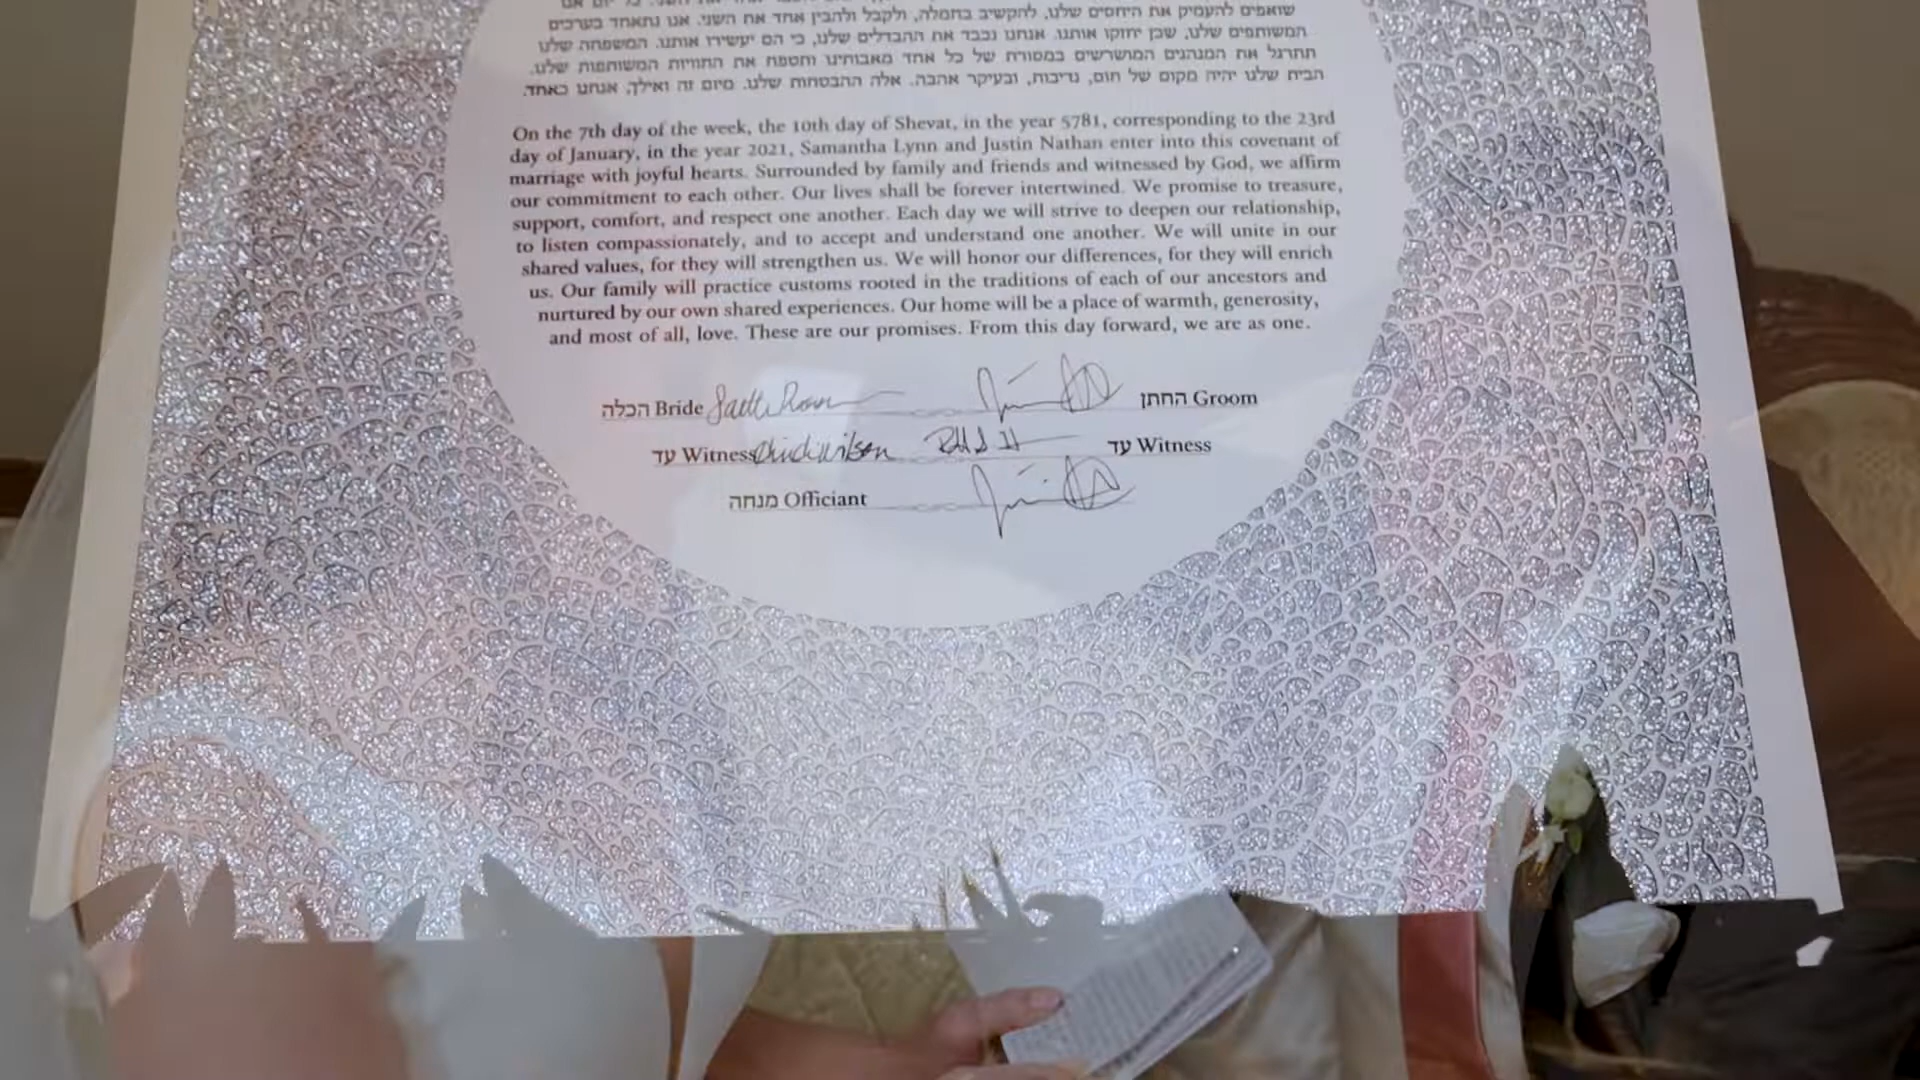 שואפים להעמיק את היחסים שלנו, להקשיב בחמלה, ולקבל ולהבין אחד את השני. אנו נתאחד בערכים
המשותפים שלנו, שכן יחזקו אותנו. אנחנו נכבד את ההבדלים שלנו, כי הם יעשירו אותנו. המשפחה שלנו
תתרגל את המנהגים המושרשים במסורת של כל אחד מאבותינו ותטפח את החוויות המשותפות שלנו.
הבית שלנו יהיה מקום של חום, נדיבות, ובעיקר אהבה. אלה ההבטחות שלנו. מיום זה ואילך, אנחנו כאחד.
On the 7th day of the week, the 10th day of Shevat, in the year 5781, corresponding to the 23rd
day of January, in the year 2021, Samantha Lynn and Justin Nathan enter into this covenant of
marriage with joyful hearts. Surrounded by family and friends and witnessed by God, we affirm
our commitment to each other. Our lives shall be forever intertwined. We promise to treasure,
support, comfort, and respect one another. Each day we will strive to deepen our relationship,
to listen compassionately, and to accept and understand one another. We will unite in our
shared values, for they will strengthen us. We will honor our differences, for they will enrich
us. Our family will practice customs rooted in the traditions of each of our ancestors and
nurtured by our own shared experiences. Our home will be a place of warmth, generosity,
and most of all, love. These are our promises. From this day forward, we are as one.
הכלה Bride החתן Groom
עד Witness עד Witness
מנחה Officiant